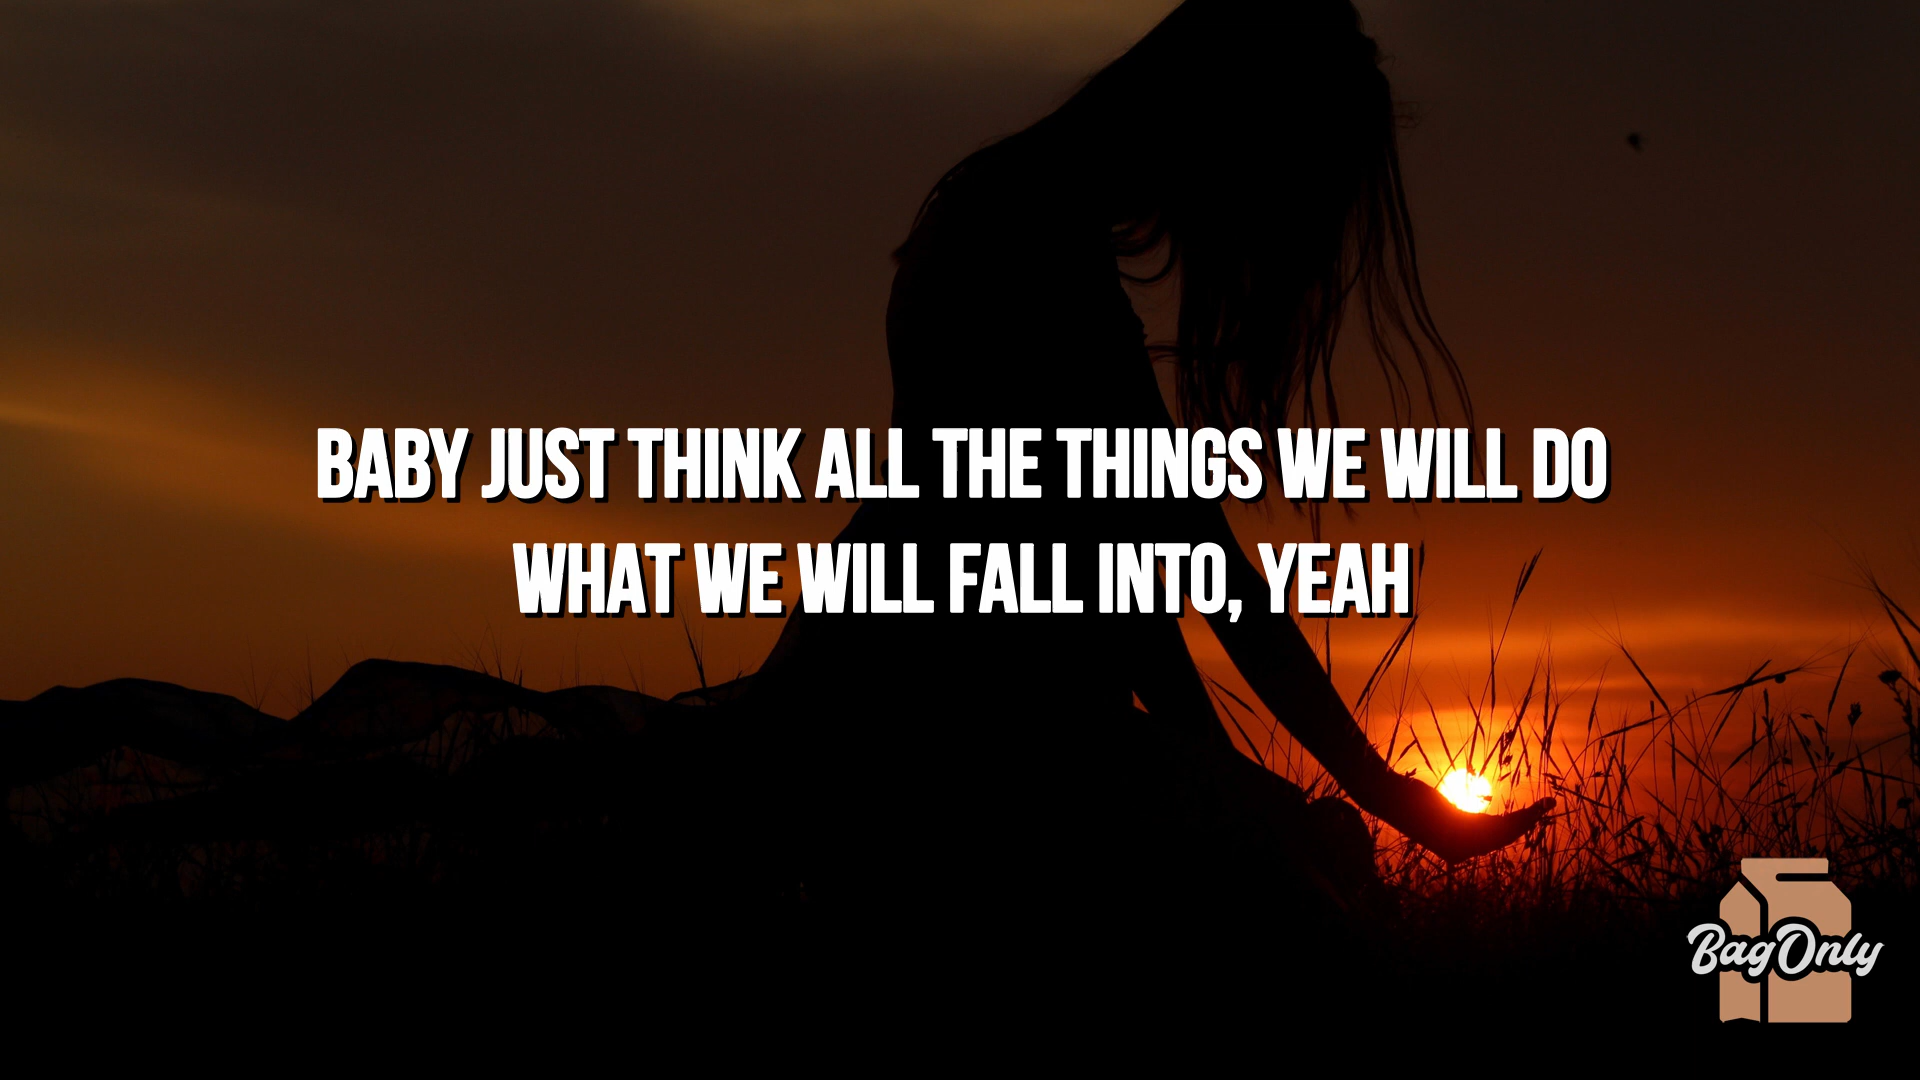 BABY JUST THINK ALL THE THINGS WE WILL DO
WHAT WE WILL FALL INTO, YEAH
BagOnly